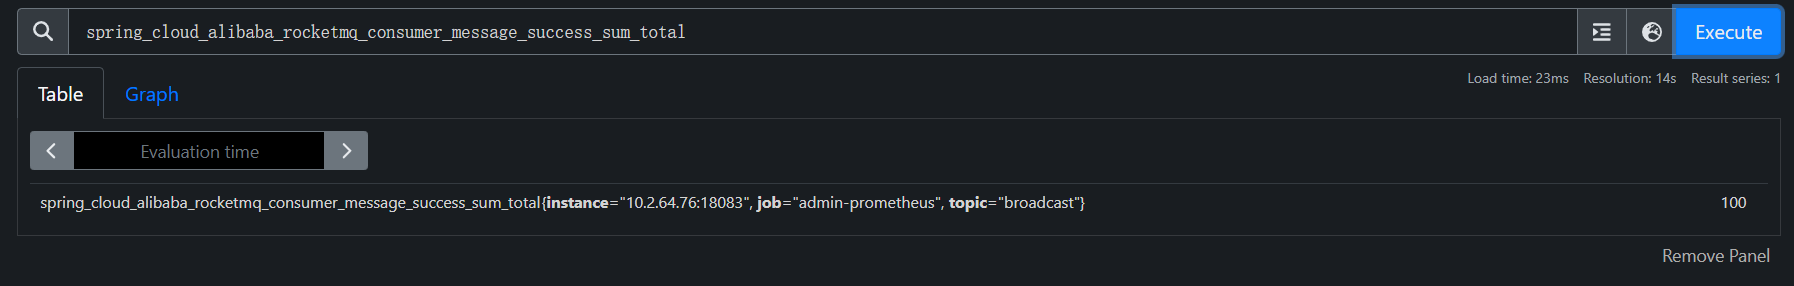 spring_cloud_alibaba_rocketmq_consumer_message_success_sum_total
Execute
Load time: 23ms Resolution: 14s Result series: 1
Table Graph
Evaluation time
spring_cloud_alibaba_rocketmq_consumer_message_success_sum_total{instance="10.2.64.76:18083", job="admin-prometheus", topic="broadcast"} 100
Remove Panel